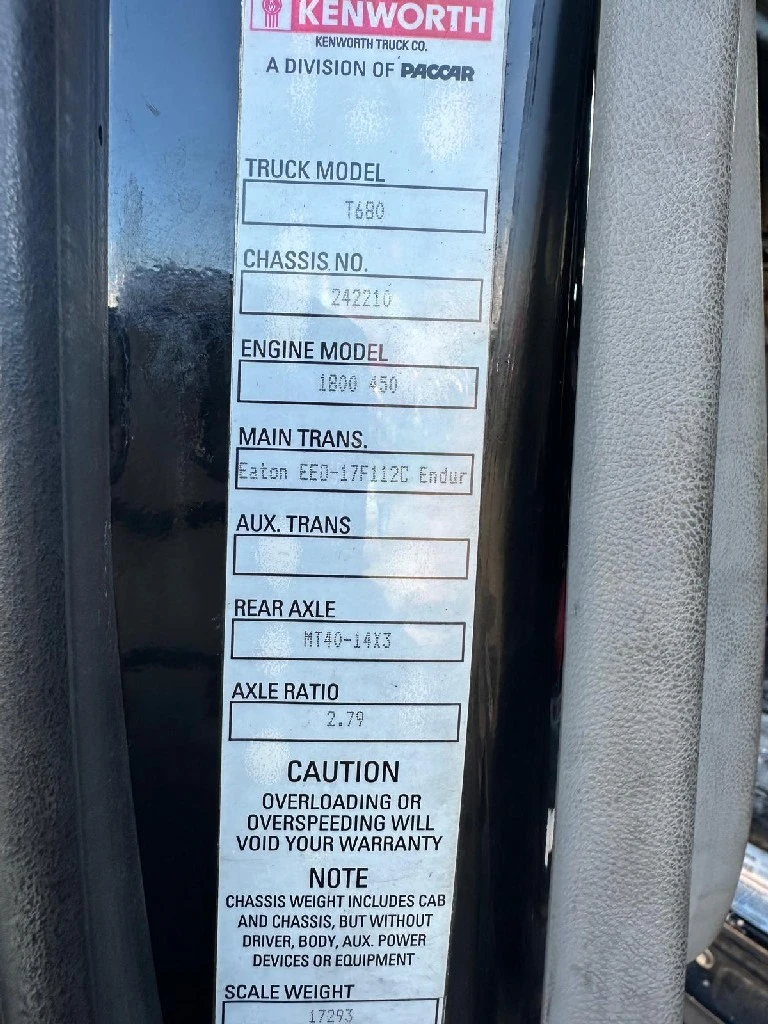 KENWORTH
KENWORTH TRUCK CO.
A DIVISION OF PACCAR
TRUCK MODEL
T680
CHASSIS NO.
242210
ENGINE MODEL
1800 450
MAIN TRANS.
Eaton EEO-17F112C Endur
AUX. TRANS
REAR AXLE
MT40-14X3
AXLE RATIO
2.79
CAUTION
OVERLOADING OR
OVERSPEEDING WILL
VOID YOUR WARRANTY
NOTE
CHASSIS WEIGHT INCLUDES CAB
AND CHASSIS, BUT WITHOUT
DRIVER, BODY, AUX. POWER
DEVICES OR EQUIPMENT
SCALE WEIGHT
17293